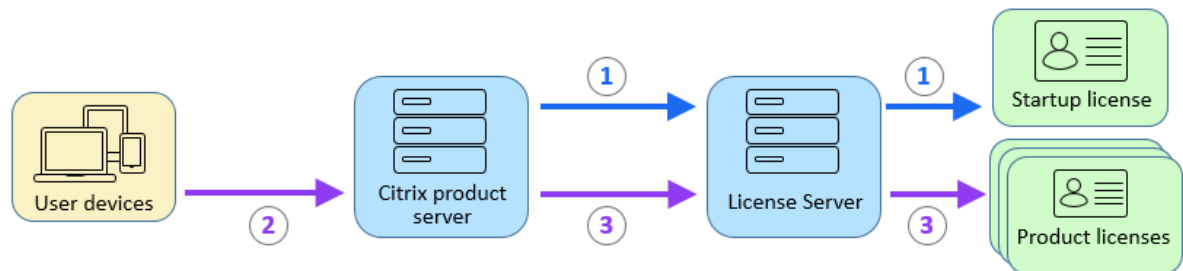 1
1
Startup license
User devices
2
Citrix product
server
3
License Server
3
Product licenses